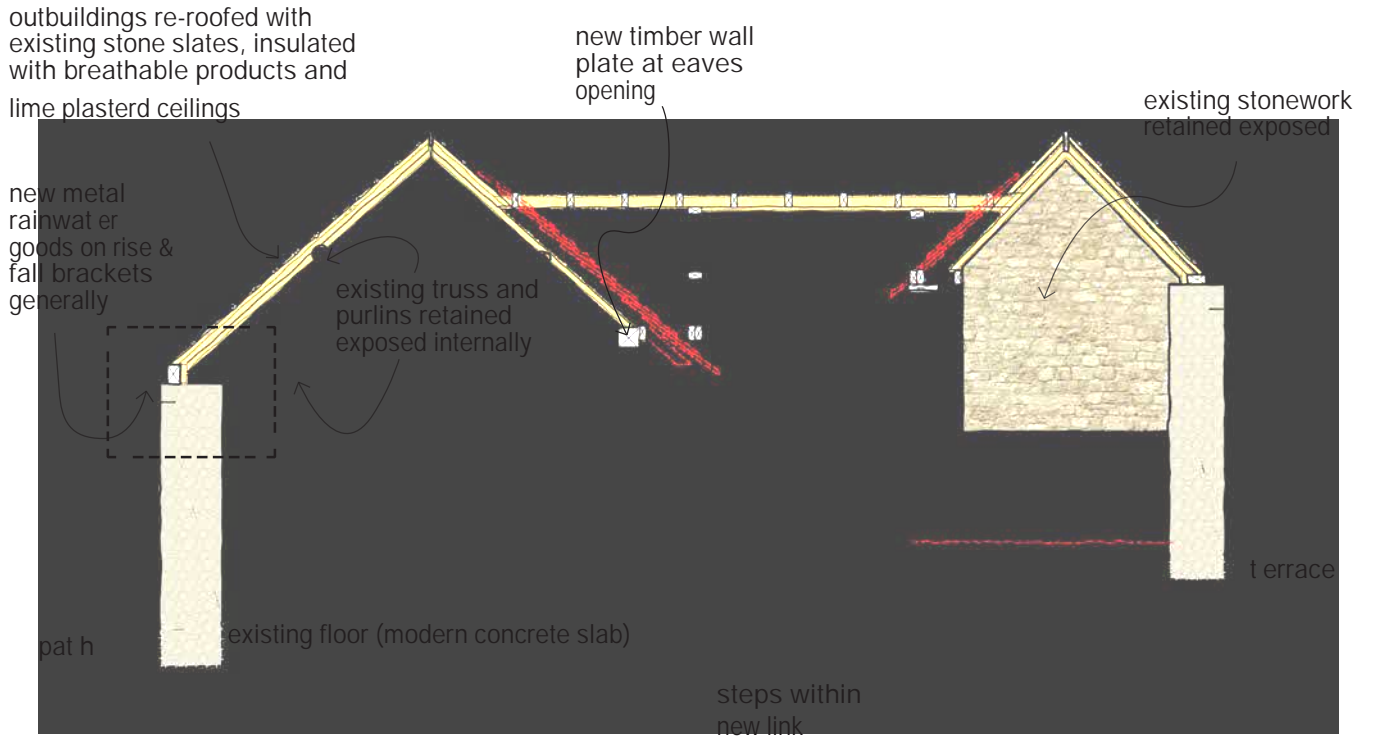 outbuildings re-roofed with
existing stone slates, insulated
with breathable products and
lime plasterd ceilings
new timber wall
plate at eaves
opening
existing stonework
retained exposed
new metal
rainwat er
goods on rise &
fall brackets
generally
existing truss and
purlins retained
exposed internally
t errace
existing floor (modern concrete slab)
pat h
steps within
new link